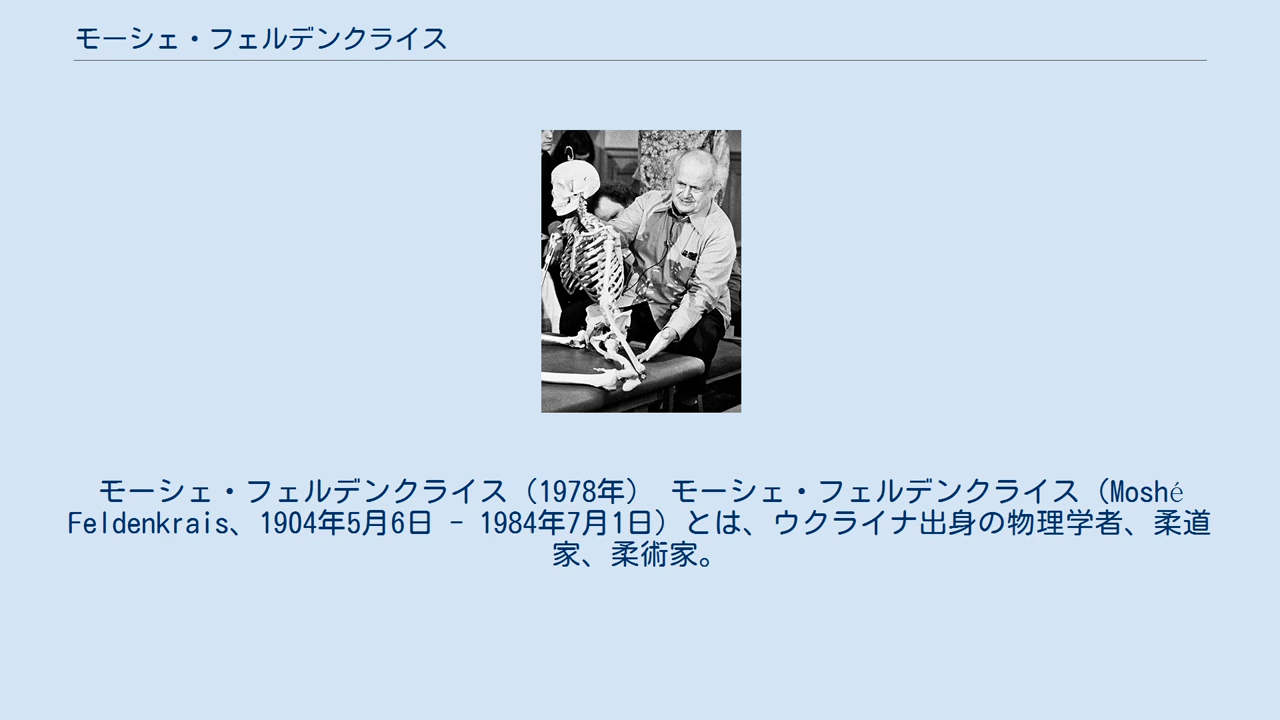 モーシェ・フェルデンクライス
モーシェ・フェルデンクライス（1978年） モーシェ・フェルデンクライス（Moshé
Feldenkrais、1904年5月6日 - 1984年7月1日）とは、ウクライナ出身の物理学者、柔道
家、柔術家。